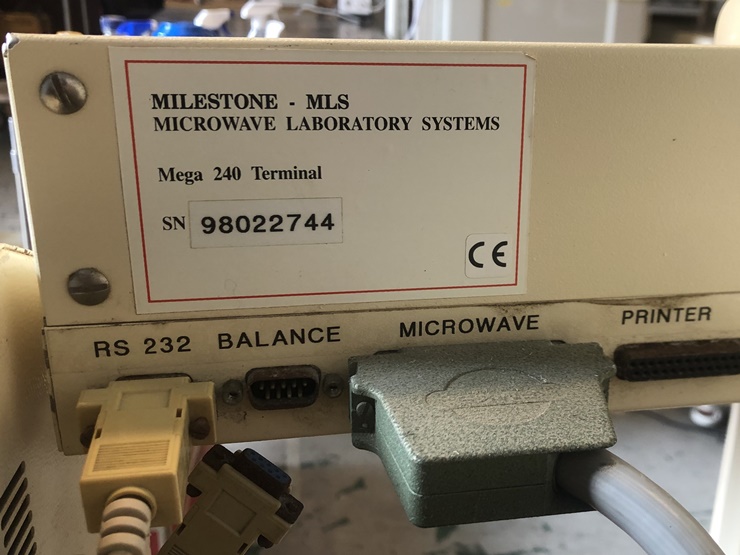 MILESTONE - MLS
MICROWAVE LABORATORY SYSTEMS
Mega 240 Terminal
SN 98022744
CE
RS 232 BALANCE MICROWAVE PRINTER